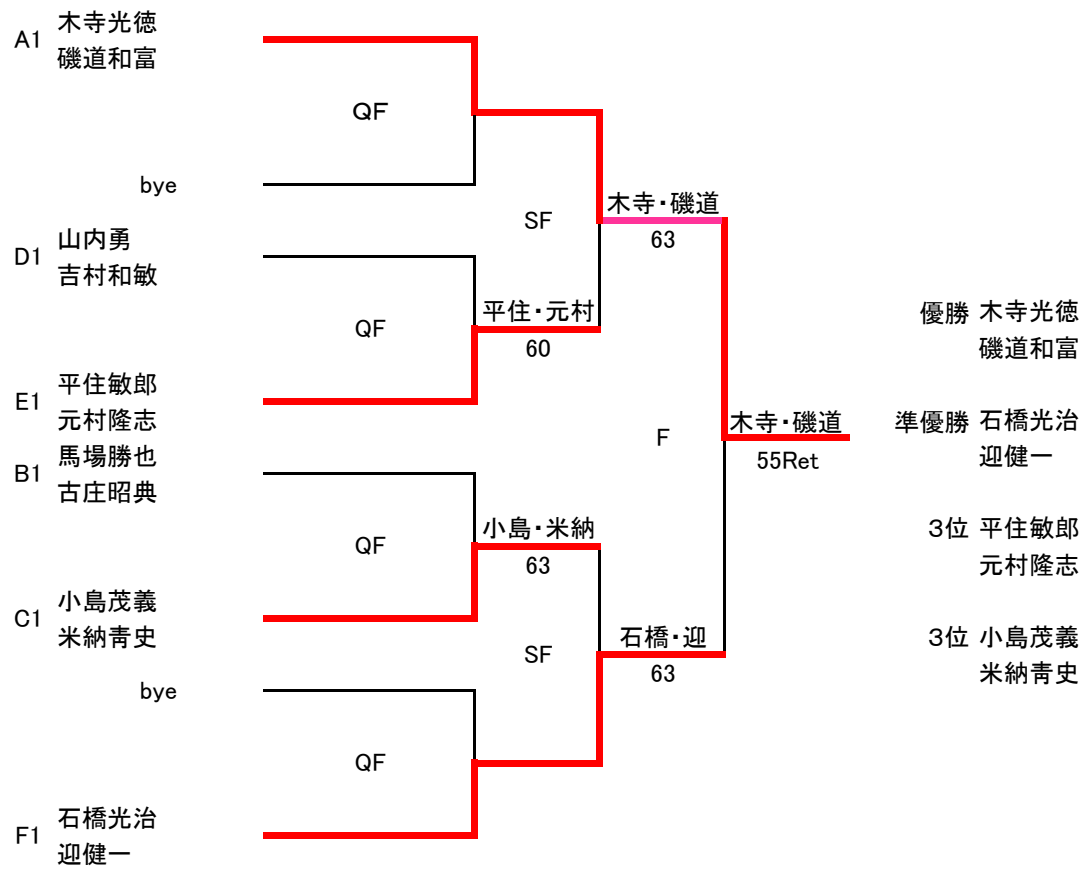 A1 木寺光徳
磯道和富
QF
bye
木寺・磯道
SF
63
D1 山内勇
吉村和敏
平住・元村
QF
60
優勝 木寺光徳
磯道和富
E1 平住敏郎
元村隆志
木寺・磯道
F
55Ret
準優勝 石橋光治
迎健一
B1 馬場勝也
古庄昭典
小島・米納
QF
63
3位 平住敏郎
元村隆志
C1 小島茂義
米納靑史
石橋・迎
SF
63
3位 小島茂義
米納靑史
bye
QF
F1 石橋光治
迎健一